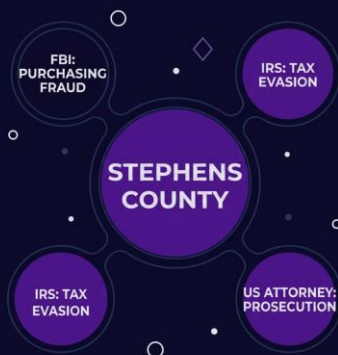 FBI:
PURCHASING
FRAUD
IRS: TAX
EVASION
STEPHENS
COUNTY
IRS: TAX
EVASION
US ATTORNEY:
PROSECUTION